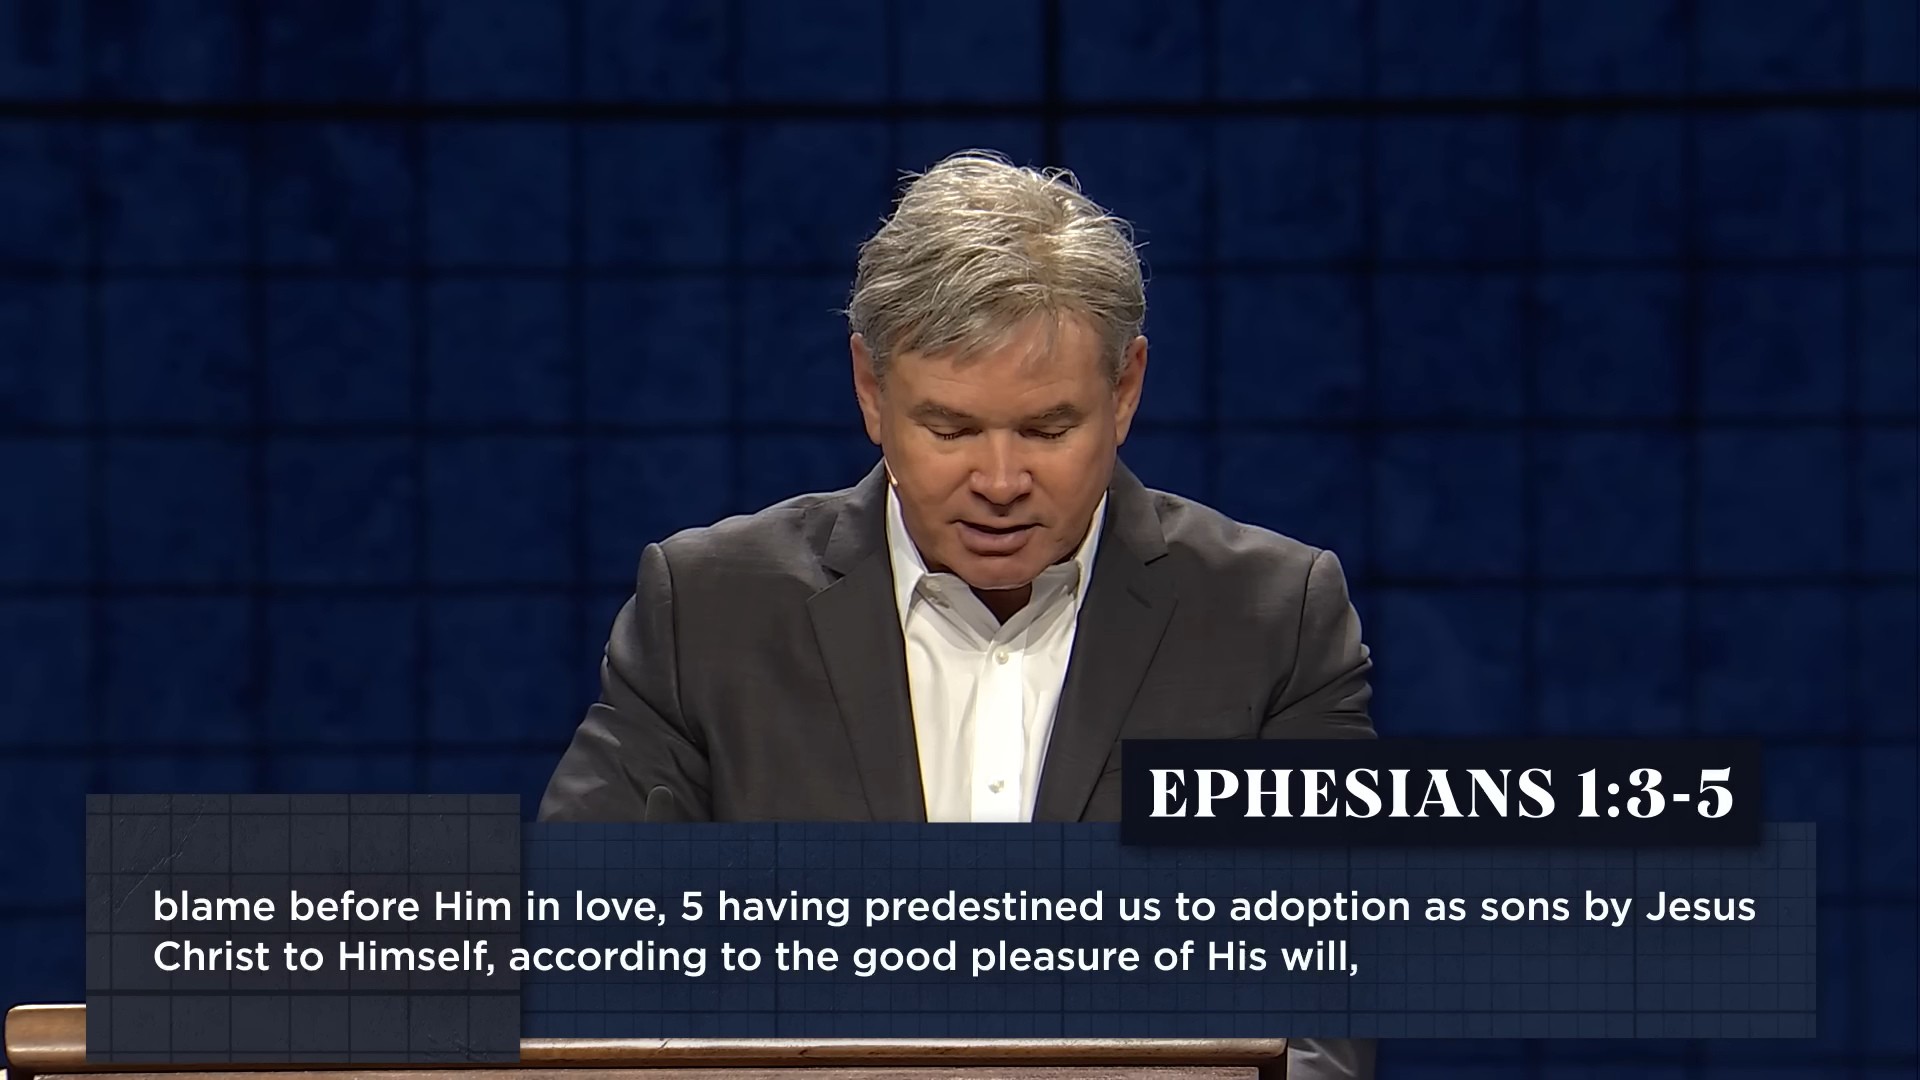 EPHESIANS 1:3-5
blame before Him in love, 5 having predestined us to adoption as sons by Jesus
Christ to Himself, according to the good pleasure of His will,